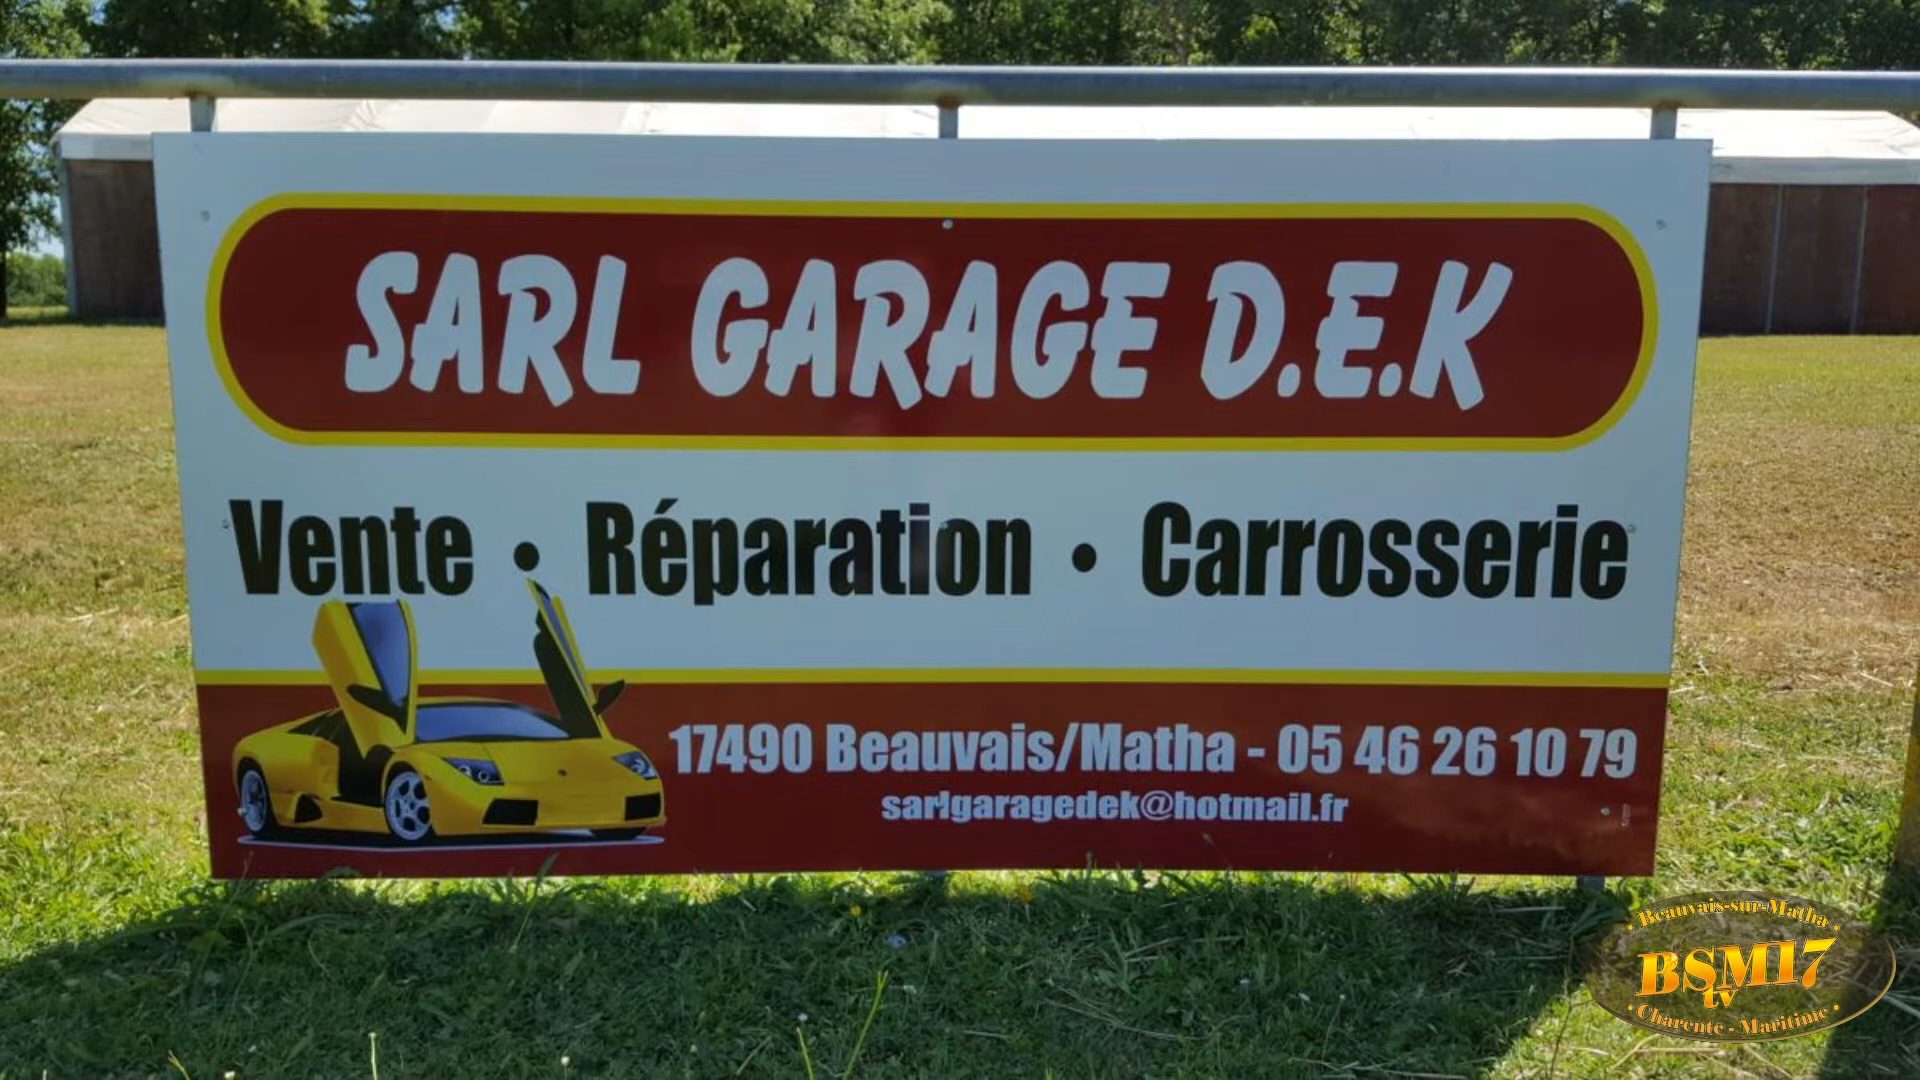 SARL GARAGE D.E.K
Vente • Réparation • Carrosserie
17490 Beauvais/Matha - 05 46 26 10 79
sarlgaragedek@hotmail.fr
• Beauvais-sur-Matha •
BSM17
tv
• Charente - Maritime •